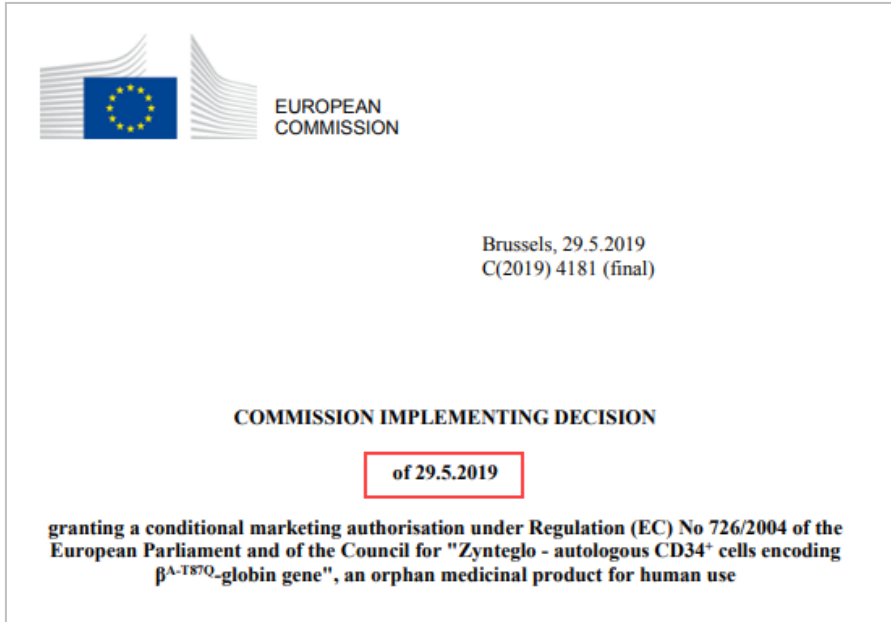 EUROPEAN
COMMISSION
Brussels, 29.5.2019
C(2019) 4181 (final)
COMMISSION IMPLEMENTING DECISION
of 29.5.2019
granting a conditional marketing authorisation under Regulation (EC) No 726/2004 of the
European Parliament and of the Council for "Zynteglo - autologous CD34⁺ cells encoding
βᴬ⁻ᵀ⁸⁷Q-globin gene", an orphan medicinal product for human use